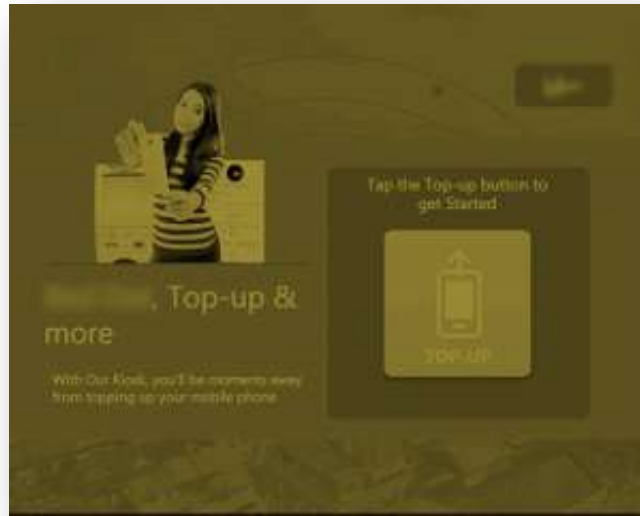 , Top-up &
more
With Our Kiosk, you'll be moments away
from topping up your mobile phone
Tap the Top-up button to
get Started
TOP-UP